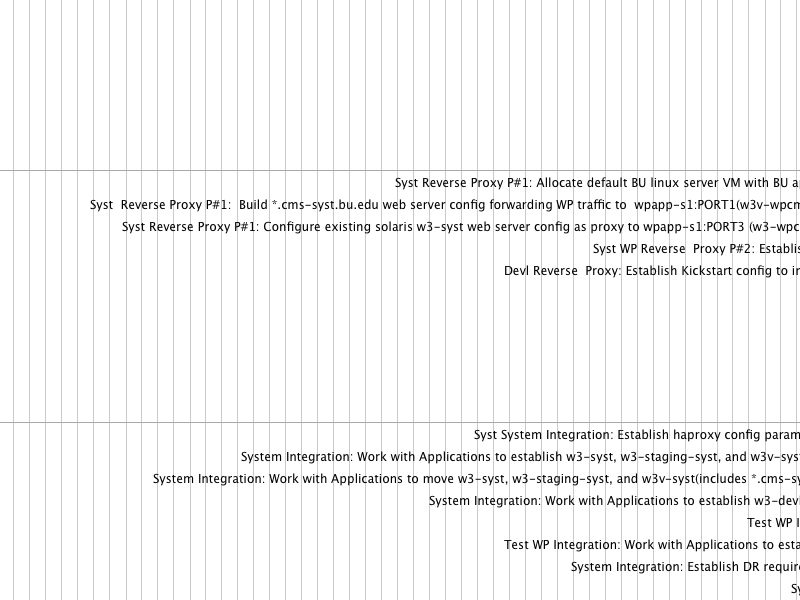 Syst Reverse Proxy P#1: Allocate default BU linux server VM with BU
Syst  Reverse Proxy P#1:  Build *.cms-syst.bu.edu web server config forwarding WP traffic to  wpapp-s1:PORT1(w3v-wpcm
Syst Reverse Proxy P#1: Configure existing solaris w3-syst web server config as proxy to wpapp-s1:PORT3 (w3-wpc
Syst WP Reverse  Proxy P#2: Establis
Devl Reverse  Proxy: Establish Kickstart config to in
Syst System Integration: Establish haproxy config param
System Integration: Work with Applications to establish w3-syst, w3-staging-syst, and w3v-syst
System Integration: Work with Applications to move w3-syst, w3-staging-syst, and w3v-syst(includes *.cms-sy
System Integration: Work with Applications to establish w3-devl
Test WP I
Test WP Integration: Work with Applications to esta
System Integration: Establish DR require
Sy